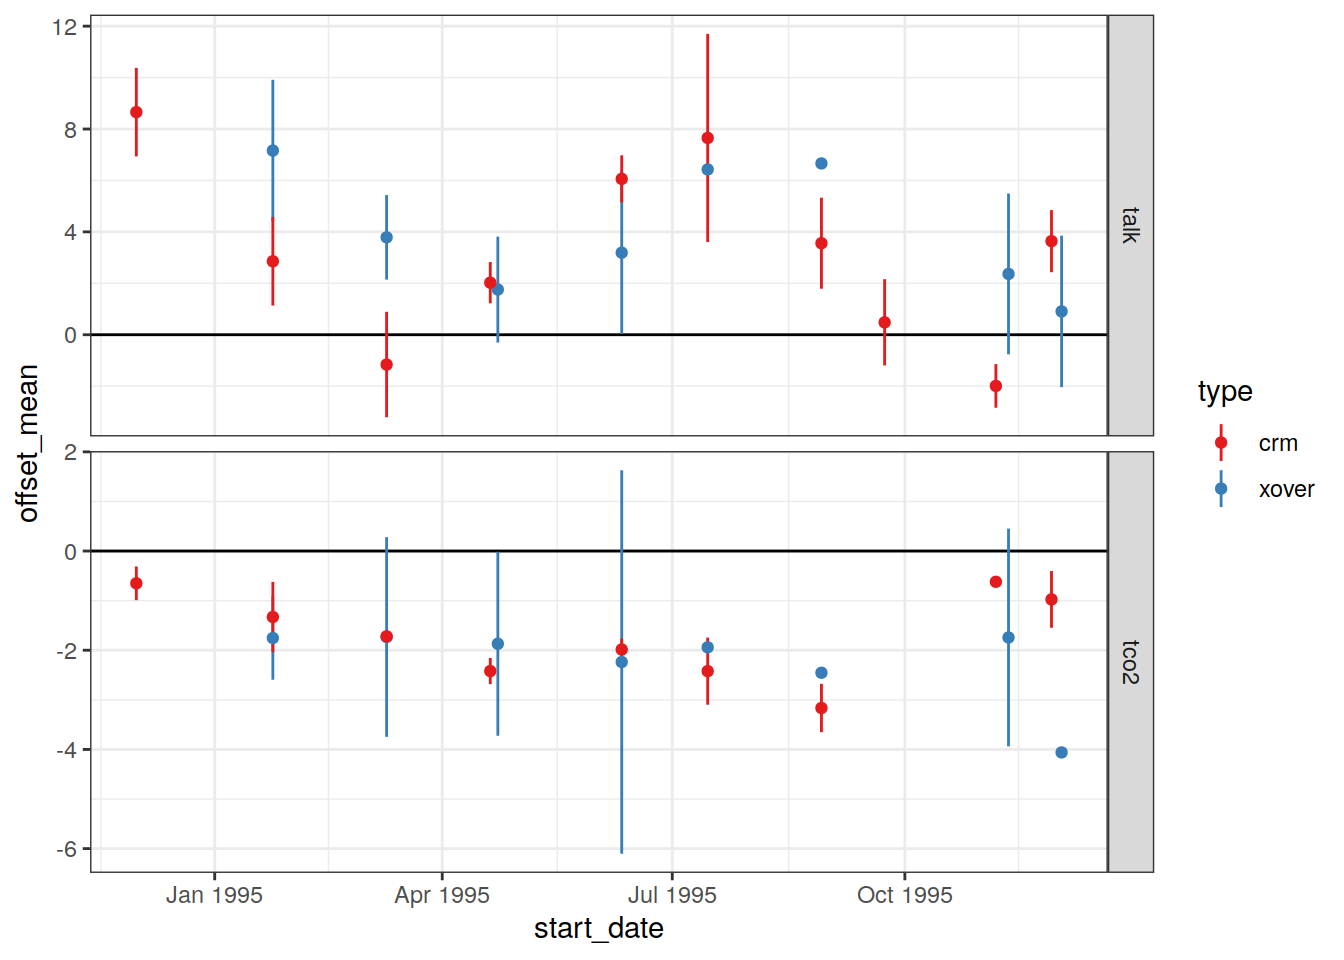 12
8
4
0
talk
2
0
-2
-4
-6
tco2
offset_mean
Jan 1995
Apr 1995
Jul 1995
Oct 1995
start_date
type
crm
xover